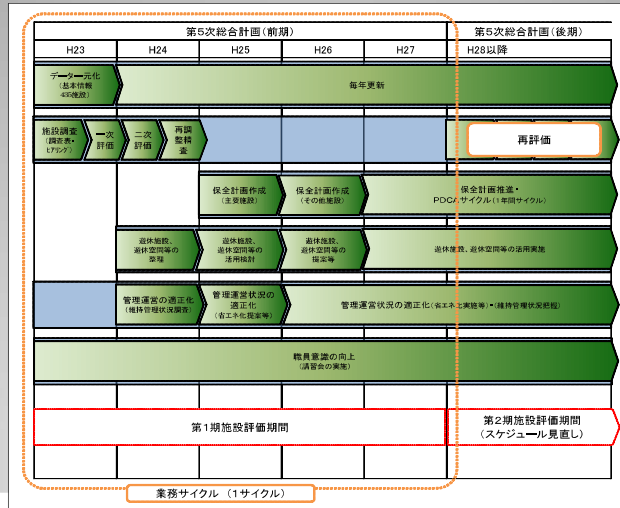 第5次総合計画(前期)
第5次総合計画(後期)
H23
H24
H25
H26
H27
H28以降
データ一元化
(基本情報
485施設)
毎年更新
施設調査
(調査表・
ヒアリング)
一次
評価
二次
評価
再調
整精
査
再評価
保全計画作成
(主要施設)
保全計画作成
(その他施設)
保全計画推進・
PDCAサイクル(1年間サイクル)
遊休施設、
遊休空間等の
整理
遊休施設、
遊休空間等の
活用検討
遊休施設、
遊休空間等の
提案等
遊休施設、遊休空間等の活用実施
管理運営の適正化
(維持管理状況調査)
管理運営状況の
適正化
(省エネ化提案等)
管理運営状況の適正化(省エネ化実施等)・(維持管理状況把握)
職員意識の向上
(講習会の実施)
第1期施設評価期間
第2期施設評価期間
(スケジュール見直し)
業務サイクル (1サイクル)